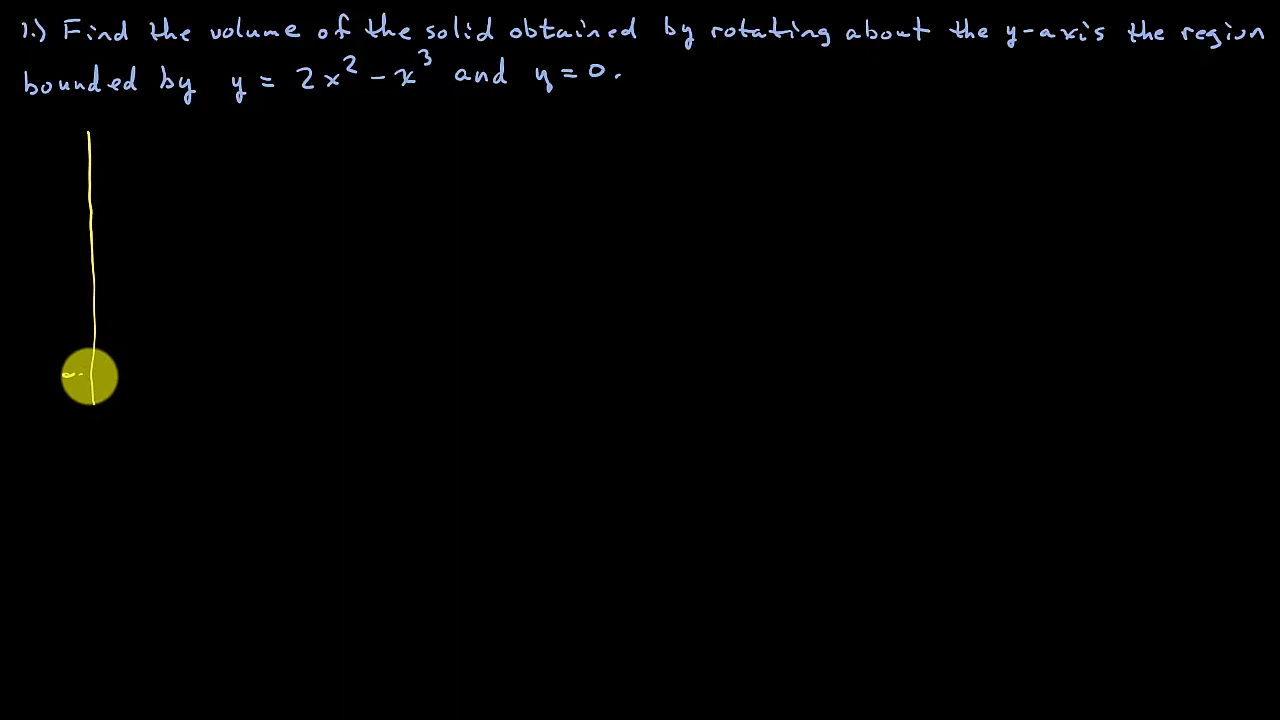 1.) Find the volume of the solid obtained by rotating about the y-axis the region
bounded by y = 2x² - x³ and y = 0.